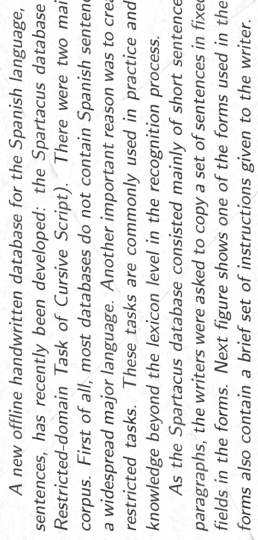 A new offline handwritten database for the Spanish language,
sentences, has recently been developed: the Spartacus database
Restricted-domain Task of Cursive Script). There were two mai
corpus. First of all, most databases do not contain Spanish senten
a widespread major language. Another important reason was to crea
restricted tasks. These tasks are commonly used in practice and
knowledge beyond the lexicon level in the recognition process.
As the Spartacus database consisted mainly of short sentence
paragraphs, the writers were asked to copy a set of sentences in fixed
fields in the forms. Next figure shows one of the forms used in the
forms also contain a brief set of instructions given to the writer.